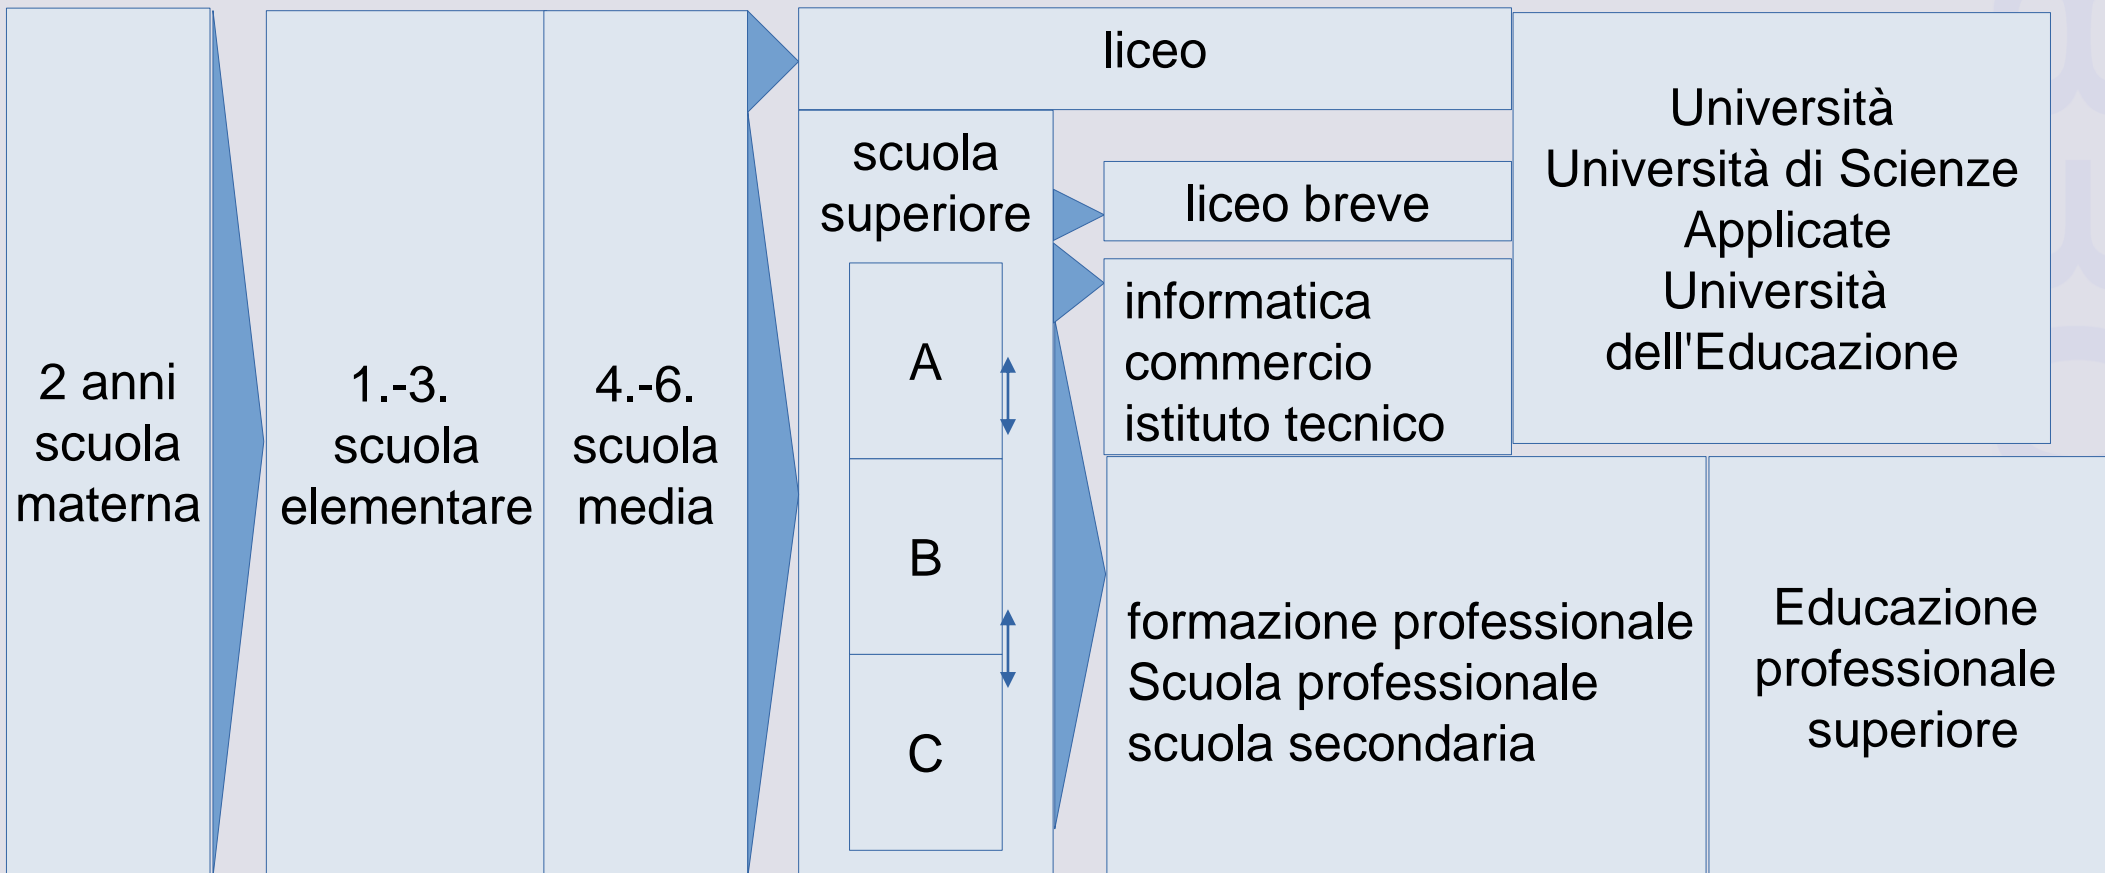 2 anni
scuola
materna
1.-3.
scuola
elementare
4.-6.
scuola
media
liceo
scuola
superiore
A
B
C
liceo breve
informatica
commercio
istituto tecnico
formazione professionale
Scuola professionale
scuola secondaria
Università
Università di Scienze
Applicate
Università
dell'Educazione
Educazione
professionale
superiore